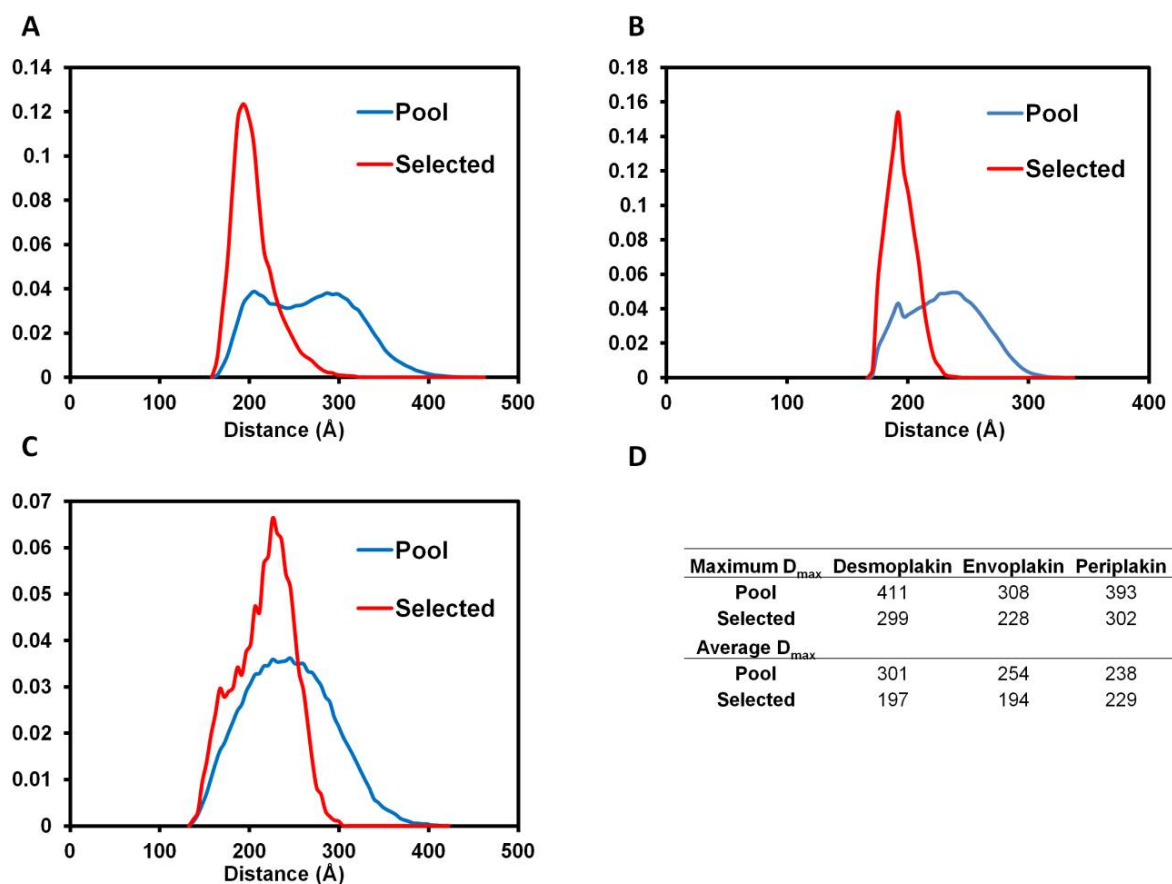 A
0.14
0.12
0.1
0.08
0.06
0.04
0.02
0
Pool
Selected
0 100 200 300 400 500
Distance (Å)
B
0.18
0.16
0.14
0.12
0.1
0.08
0.06
0.04
0.02
0
Pool
Selected
0 100 200 300 400
Distance (Å)
C
0.07
0.06
0.05
0.04
0.03
0.02
0.01
0
Pool
Selected
0 100 200 300 400 500
Distance (Å)
D
Maximum Dmax Desmoplakin Envoplakin Periplakin
Pool 411 308 393
Selected 299 228 302
Average Dmax
Pool 301 254 238
Selected 197 194 229